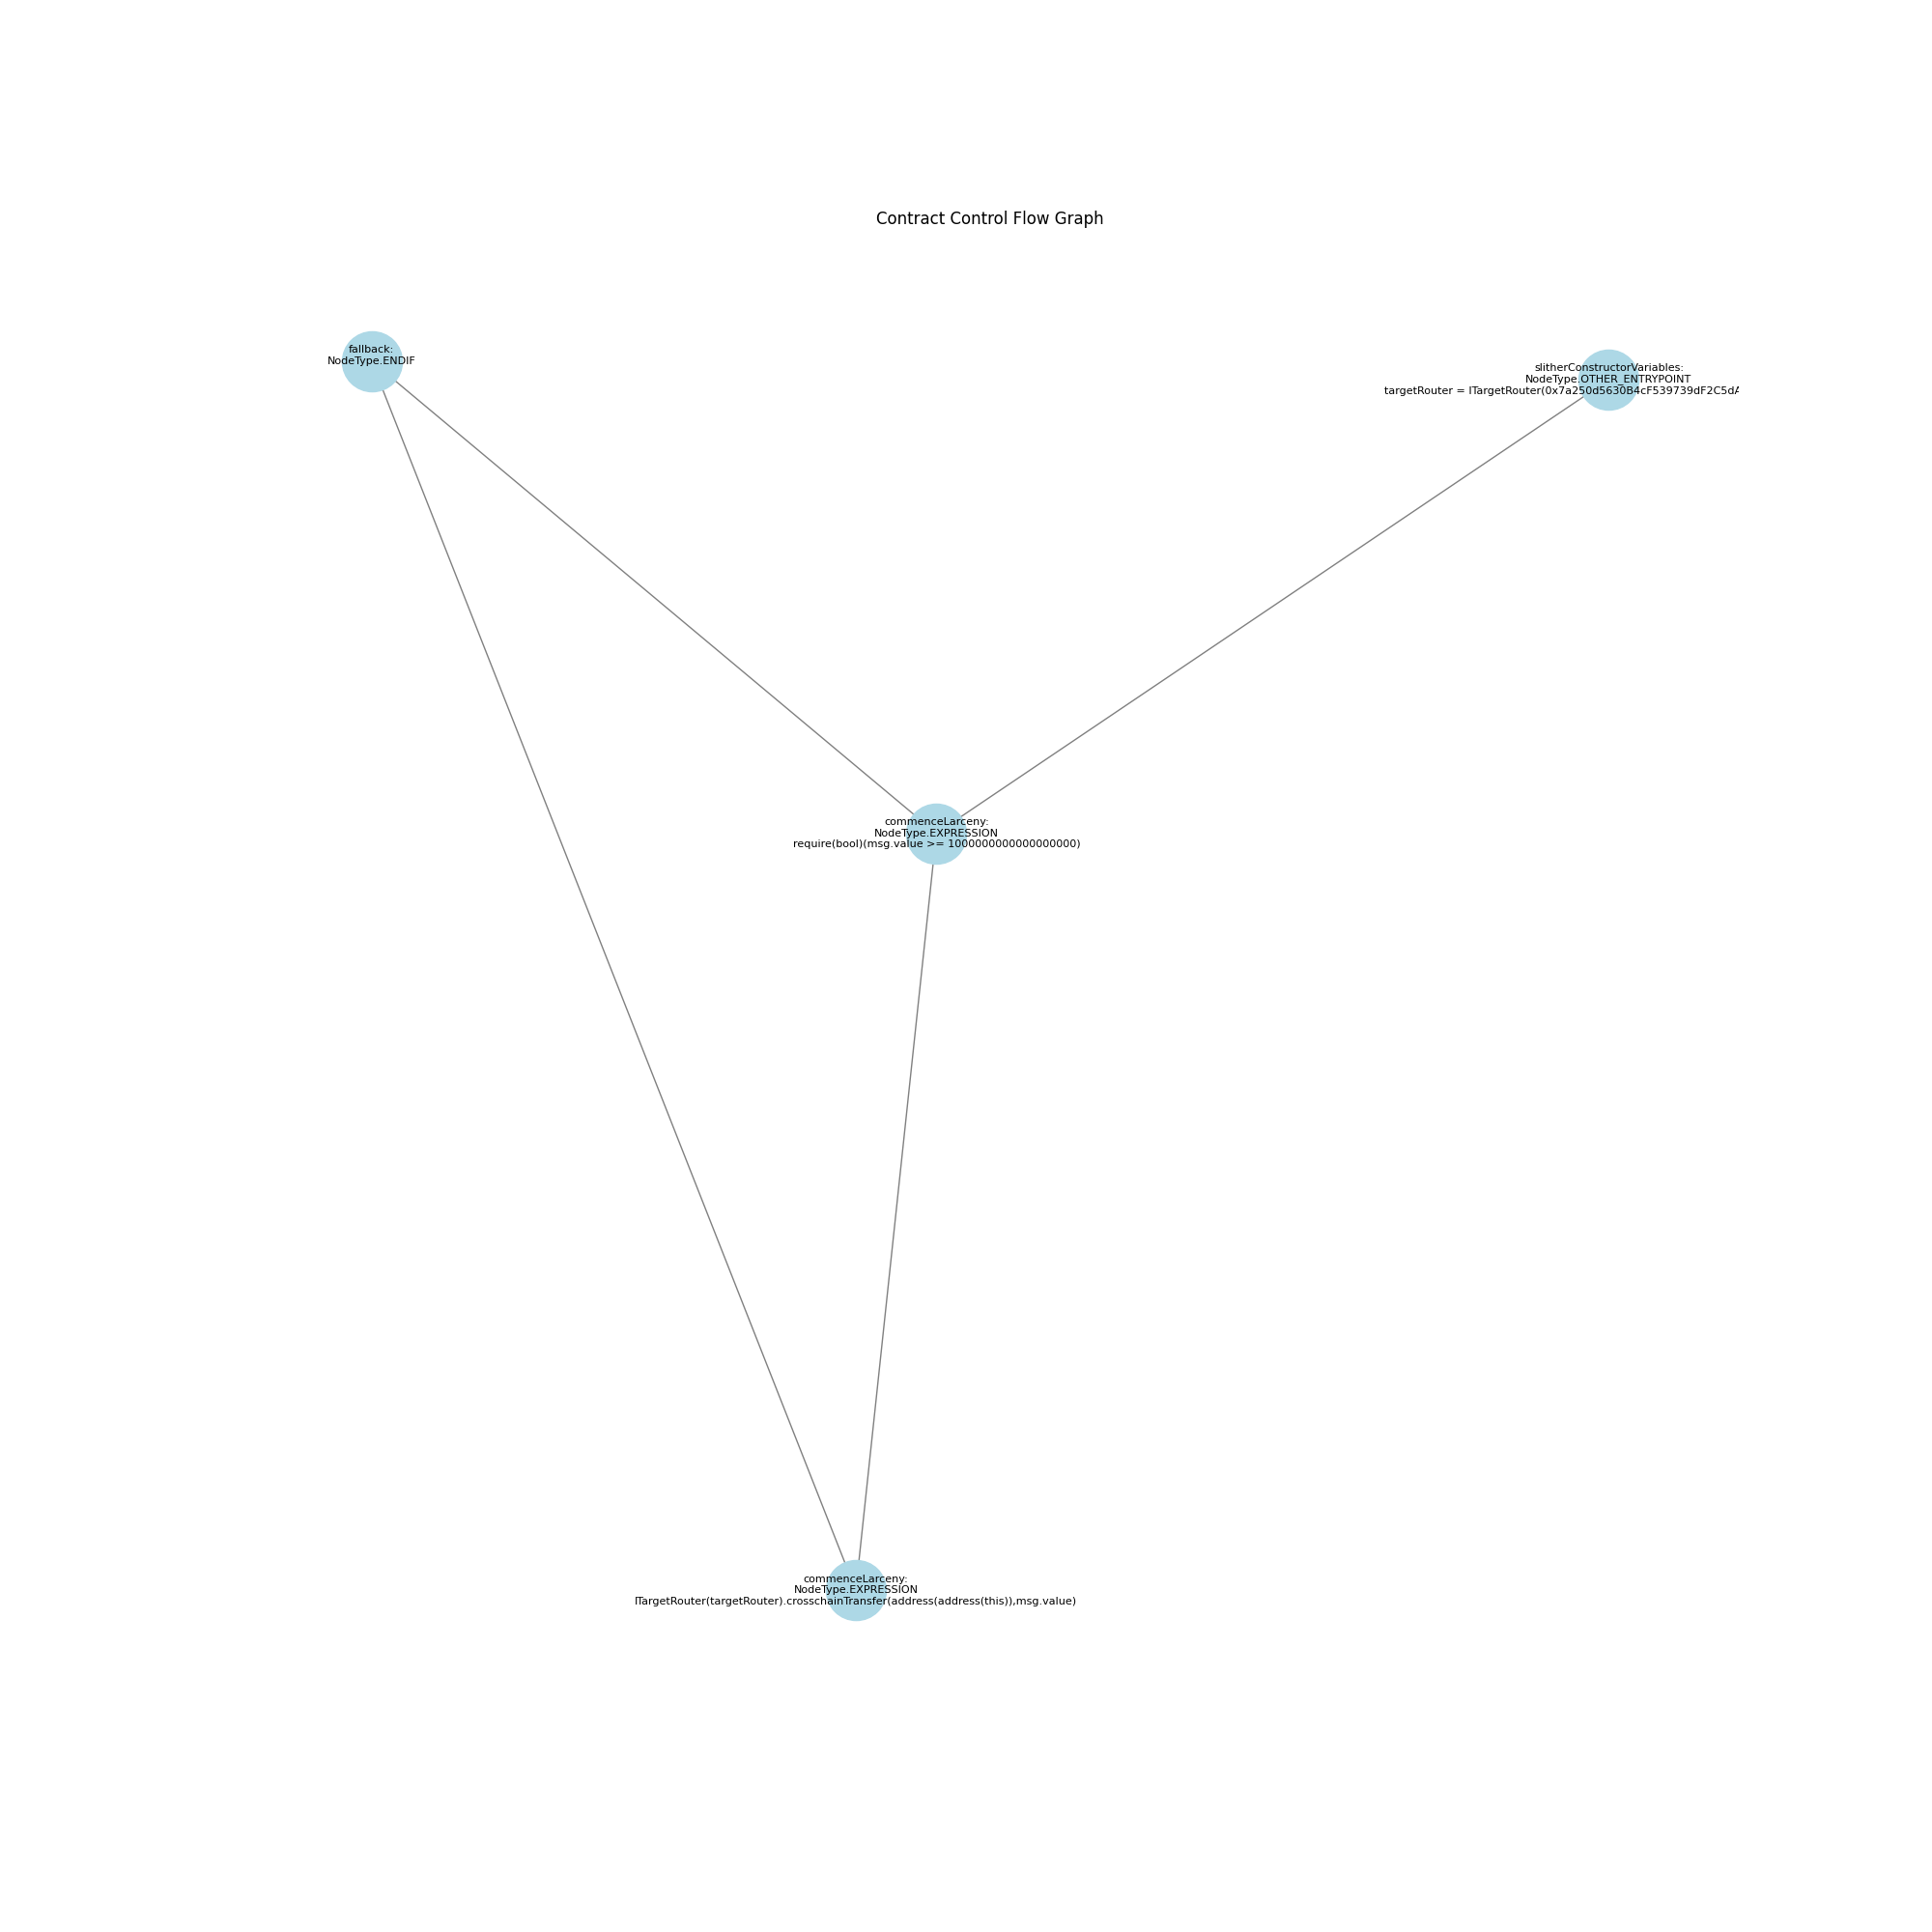 Contract Control Flow Graph
fallback:
NodeType.ENDIF
slitherConstructorVariables:
NodeType.OTHER_ENTRYPOINT
targetRouter = ITargetRouter(0x7a250d5630B4cF539739dF2C5dA
commenceLarceny:
NodeType.EXPRESSION
require(bool)(msg.value >= 1000000000000000000)
commenceLarceny:
NodeType.EXPRESSION
ITargetRouter(targetRouter).crosschainTransfer(address(address(this)),msg.value)